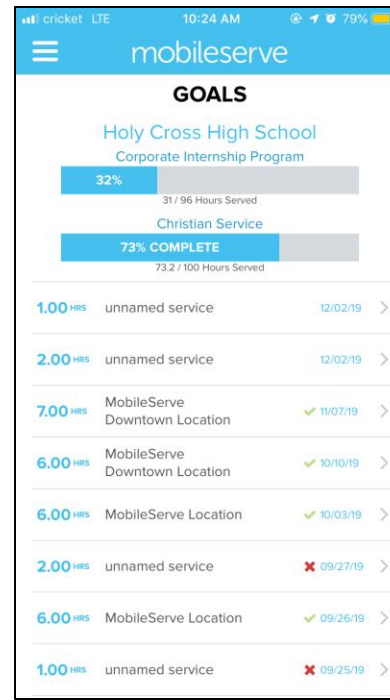 cricket LTE 10:24 AM 79%
mobileserve
GOALS
Holy Cross High School
Corporate Internship Program
32%
31 / 96 Hours Served
Christian Service
73% COMPLETE
73.2 / 100 Hours Served
1.00 HRS unnamed service 12/02/19
2.00 HRS unnamed service 12/02/19
7.00 HRS MobileServe
Downtown Location 11/07/19
6.00 HRS MobileServe
Downtown Location 10/10/19
6.00 HRS MobileServe Location 10/03/19
2.00 HRS unnamed service 09/27/19
6.00 HRS MobileServe Location 09/26/19
1.00 HRS unnamed service 09/25/19